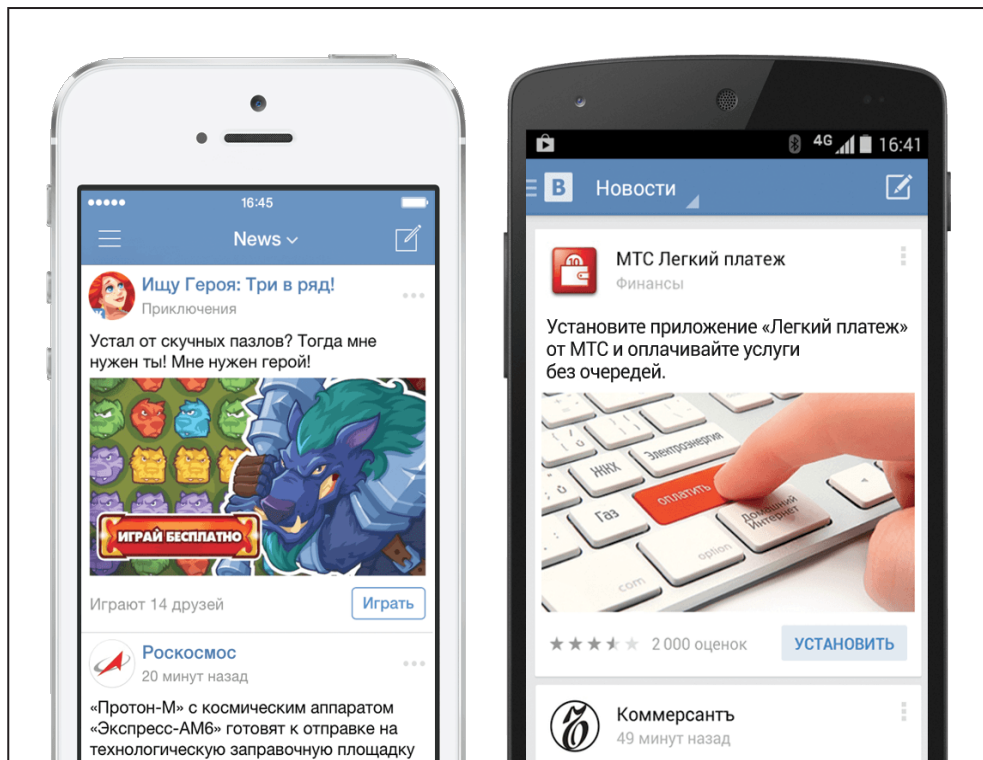 16:45
News
Ищу Героя: Три в ряд!
Приключения
Устал от скучных пазлов? Тогда мне
нужен ты! Мне нужен герой!
ИГРАЙ БЕСПЛАТНО
Играют 14 друзей
Играть
Роскосмос
20 минут назад
«Протон-М» с космическим аппаратом
«Экспресс-АМ6» готовят к отправке на
технологическую заправочную площадку
4G 16:41
В Новости
10
МТС Легкий платеж
Финансы
Установите приложение «Легкий платеж»
от МТС и оплачивайте услуги
без очередей.
Электроэнергия
ЖКХ
оплатить
Газ
Домашний
Интернет
option
com
2 000 оценок
УСТАНОВИТЬ
Коммерсантъ
49 минут назад